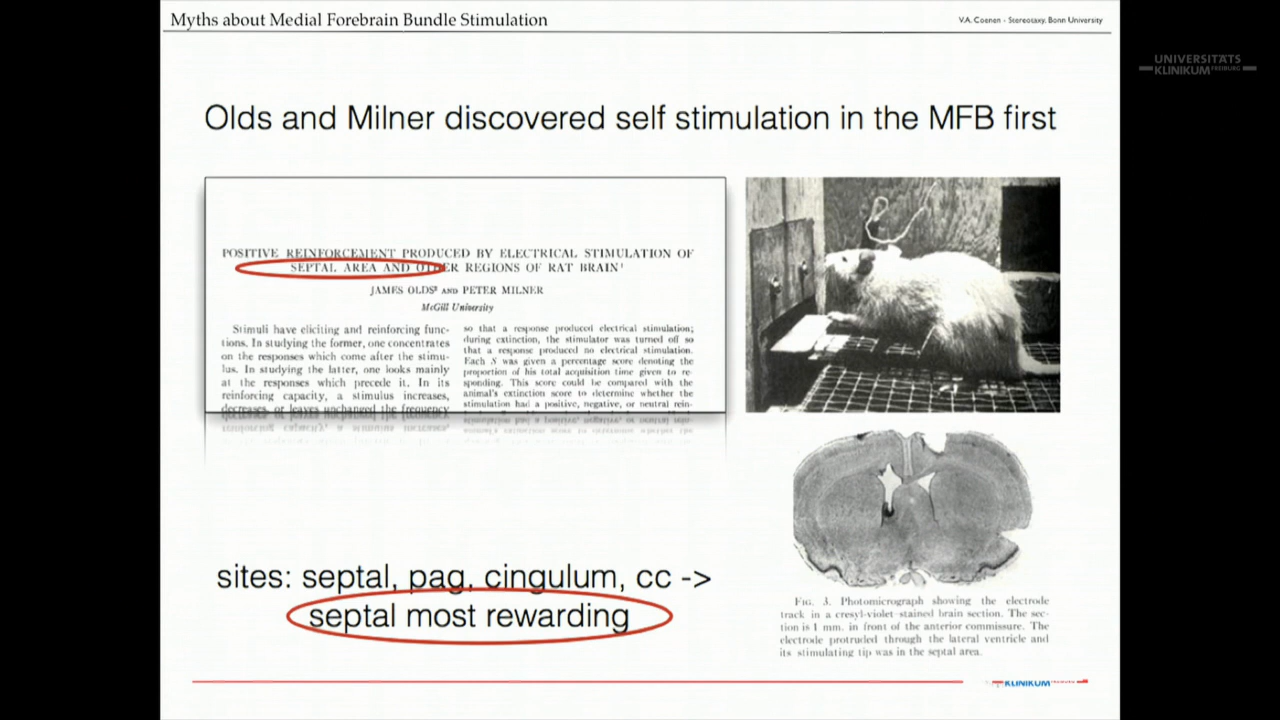 Myths about Medial Forebrain Bundle Stimulation
V.A. Coenen - Stereotaxy, Bonn University
UNIVERSITÄTS
KLINIKUM FREIBURG
Olds and Milner discovered self stimulation in the MFB first
POSITIVE REINFORCEMENT PRODUCED BY ELECTRICAL STIMULATION OF
SEPTAL AREA AND OTHER REGIONS OF RAT BRAIN¹
JAMES OLDS² AND PETER MILNER
McGill University
Stimuli have eliciting and reinforcing func-
tions. In studying the former, one concentrates
on the responses which come after the stimu-
lus. In studying the latter, one looks mainly
at the responses which precede it. In its
reinforcing capacity, a stimulus increases,
decreases, or leaves unchanged the frequency
so that a response produced electrical stimulation;
during extinction, the stimulator was turned off so
that a response produced no electrical stimulation.
Each S was given a percentage score denoting the
proportion of his total acquisition time given to re-
sponding. This score could be compared with the
animal's extinction score to determine whether the
stimulation had a positive, negative, or neutral rein-
sites: septal, pag, cingulum, cc ->
septal most rewarding
FIG. 3. Photomicrograph showing the electrode
track in a cresyl-violet-stained brain section. The sec-
tion is 1 mm. in front of the anterior commissure. The
electrode protruded through the lateral ventricle and
its stimulating tip was in the septal area.
KLINIKUM